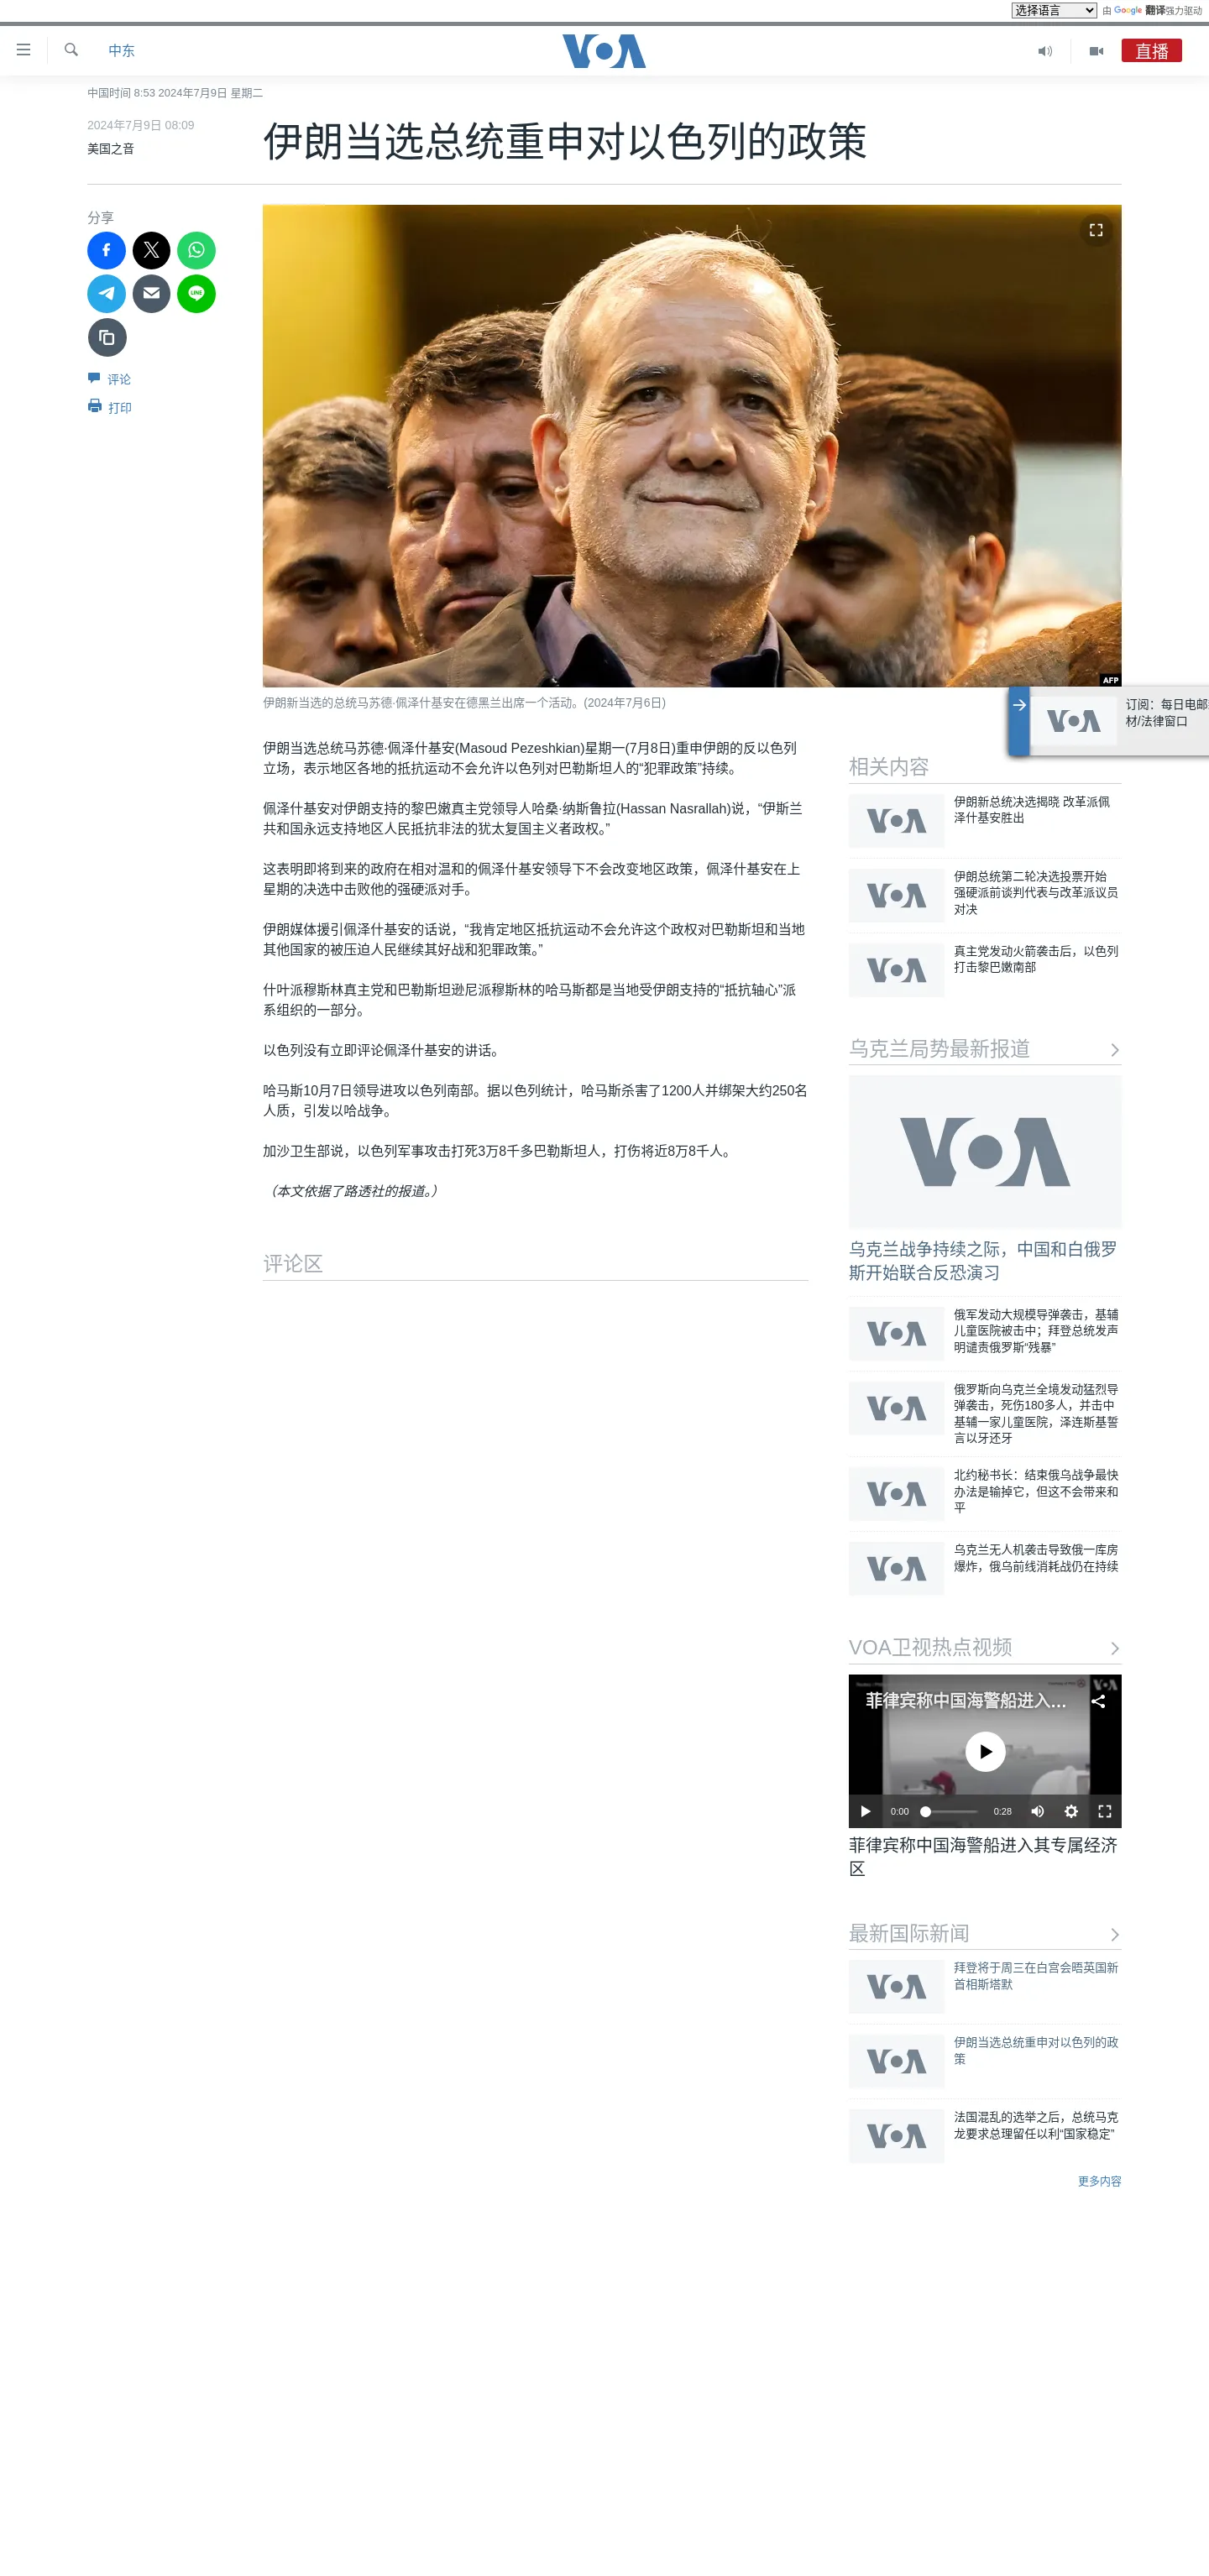 选择语言 由 Google 翻译强力驱动
中东
VOA
直播
中国时间 8:53 2024年7月9日 星期二
2024年7月9日 08:09
美国之音
伊朗当选总统重申对以色列的政策
分享
LINE
评论
打印
AFP
伊朗新当选的总统马苏德·佩泽什基安在德黑兰出席一个活动。(2024年7月6日)
VOA
订阅：每日电邮
材/法律窗口
伊朗当选总统马苏德·佩泽什基安(Masoud Pezeshkian)星期一(7月8日)重申伊朗的反以色列
立场，表示地区各地的抵抗运动不会允许以色列对巴勒斯坦人的“犯罪政策”持续。
佩泽什基安对伊朗支持的黎巴嫩真主党领导人哈桑·纳斯鲁拉(Hassan Nasrallah)说，“伊斯兰
共和国永远支持地区人民抵抗非法的犹太复国主义者政权。”
这表明即将到来的政府在相对温和的佩泽什基安领导下不会改变地区政策，佩泽什基安在上
星期的决选中击败他的强硬派对手。
伊朗媒体援引佩泽什基安的话说，“我肯定地区抵抗运动不会允许这个政权对巴勒斯坦和当地
其他国家的被压迫人民继续其好战和犯罪政策。”
什叶派穆斯林真主党和巴勒斯坦逊尼派穆斯林的哈马斯都是当地受伊朗支持的“抵抗轴心”派
系组织的一部分。
以色列没有立即评论佩泽什基安的讲话。
哈马斯10月7日领导进攻以色列南部。据以色列统计，哈马斯杀害了1200人并绑架大约250名
人质，引发以哈战争。
加沙卫生部说，以色列军事攻击打死3万8千多巴勒斯坦人，打伤将近8万8千人。
（本文依据了路透社的报道。）
评论区
相关内容
VOA
伊朗新总统决选揭晓 改革派佩
泽什基安胜出
VOA
伊朗总统第二轮决选投票开始
强硬派前谈判代表与改革派议员
对决
VOA
真主党发动火箭袭击后，以色列
打击黎巴嫩南部
乌克兰局势最新报道
VOA
乌克兰战争持续之际，中国和白俄罗
斯开始联合反恐演习
VOA
俄军发动大规模导弹袭击，基辅
儿童医院被击中；拜登总统发声
明谴责俄罗斯“残暴”
VOA
俄罗斯向乌克兰全境发动猛烈导
弹袭击，死伤180多人，并击中
基辅一家儿童医院，泽连斯基誓
言以牙还牙
VOA
北约秘书长：结束俄乌战争最快
办法是输掉它，但这不会带来和
平
VOA
乌克兰无人机袭击导致俄一库房
爆炸，俄乌前线消耗战仍在持续
VOA卫视热点视频
VOA
菲律宾称中国海警船进入...
0:00 0:28
菲律宾称中国海警船进入其专属经济
区
最新国际新闻
VOA
拜登将于周三在白宫会晤英国新
首相斯塔默
VOA
伊朗当选总统重申对以色列的政
策
VOA
法国混乱的选举之后，总统马克
龙要求总理留任以利“国家稳定”
更多内容